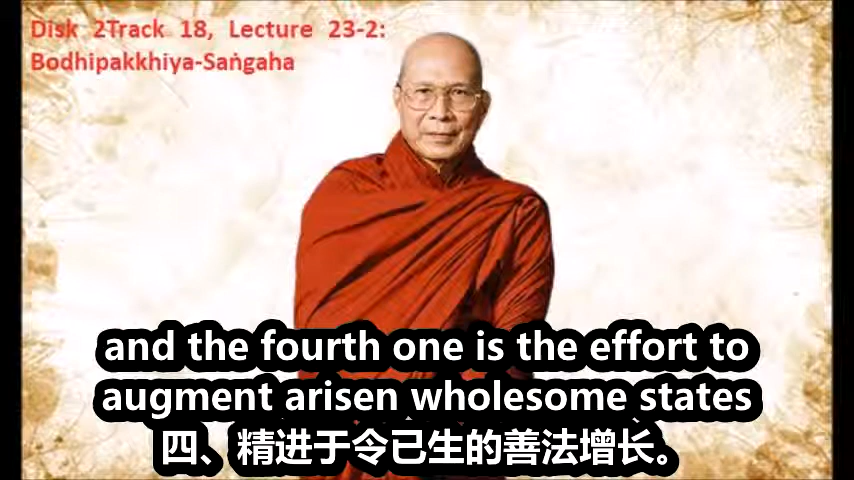 Disk 2Track 18, Lecture 23-2:
Bodhipakkhiya-Saṅgaha
and the fourth one is the effort to
augment arisen wholesome states
四、精进于令已生的善法增长。